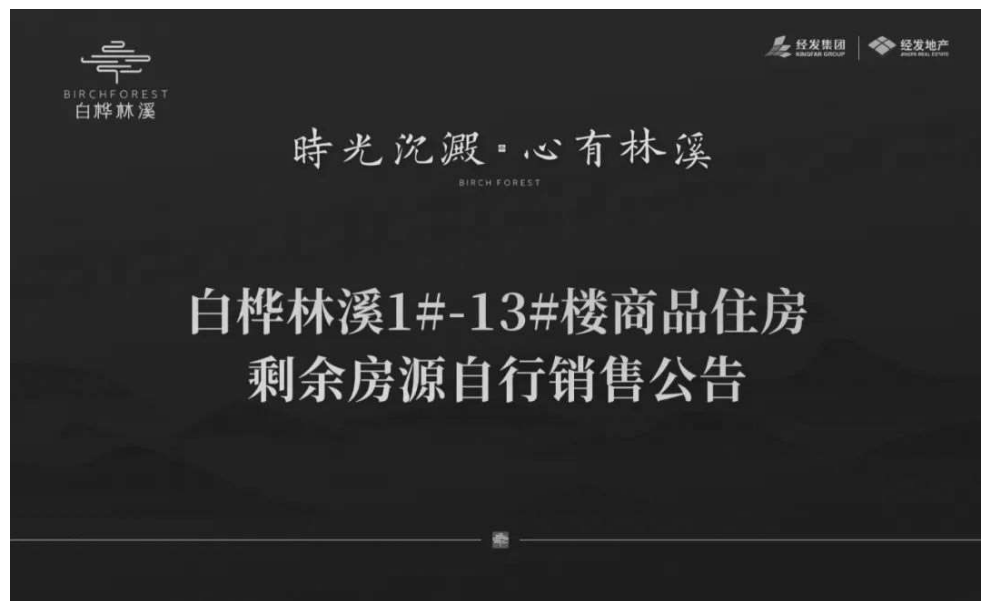 BIRCHFOREST
白桦林溪
经发集团
KINGFAR GROUP
经发地产
時光沉澱·心有林溪
BIRCH FOREST
白桦林溪1#-13#楼商品住房
剩余房源自行销售公告